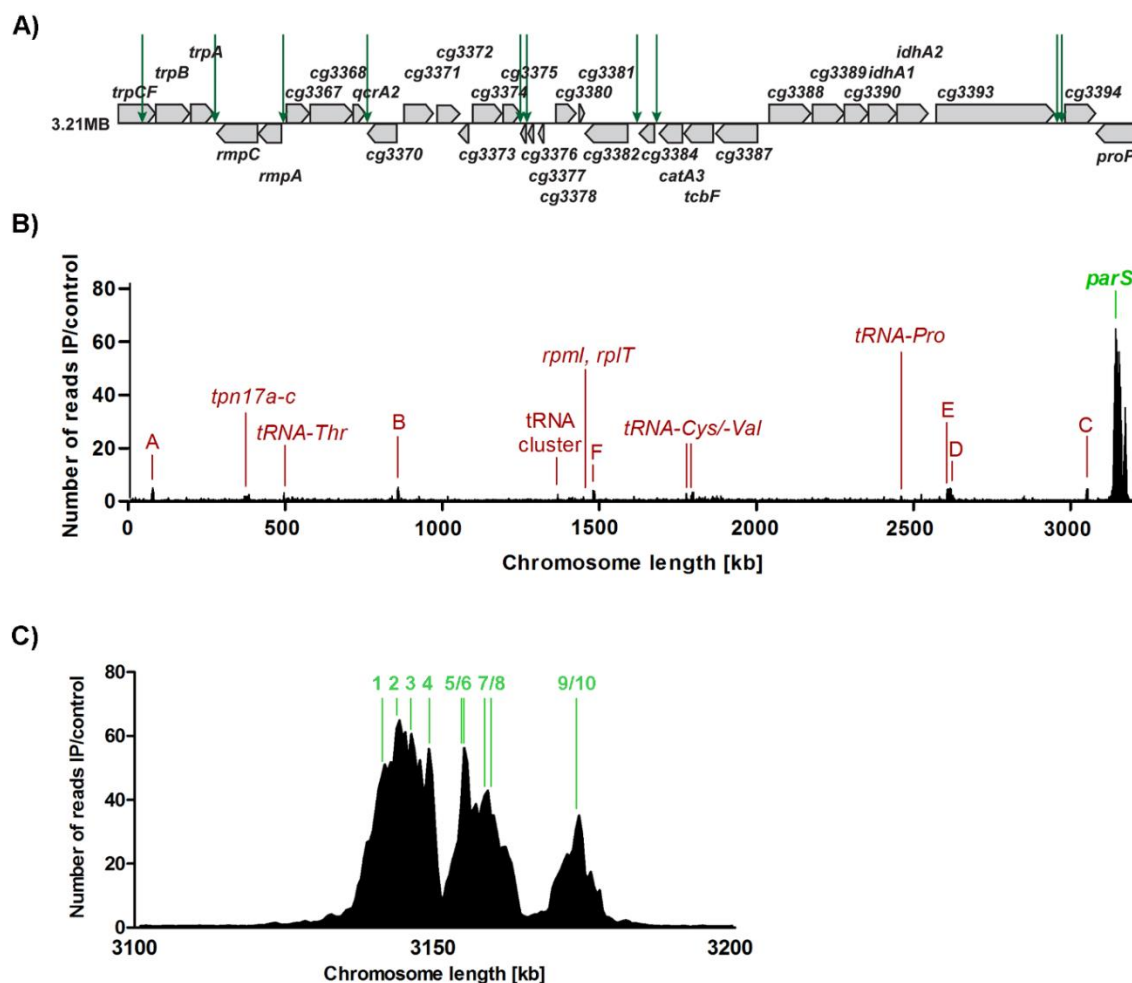 A)
cg3372 idhA2
trpA cg3368 cg3371 cg3375 cg3381 cg3389 idhA1
trpB qcrA2
trpCF cg3367 cg3374 cg3380 cg3388 cg3390 cg3393 cg3394
3.21MB
rmpC cg3370 cg3373 cg3376 cg3382 cg3384 cg3387 proP
rmpA cg3377 catA3
cg3378 tcbF
B)
Number of reads IP/control
80
60
40
20
0
parS
tRNA-Pro
rpmI, rplT
tpn17a-c
tRNA-Thr
B
tRNA
cluster
F
tRNA-Cys/-Val
E
D
C
A
0 500 1000 1500 2000 2500 3000
Chromosome length [kb]
C)
Number of reads IP/control
80
60
40
20
0
1 2 3 4 5/6 7/8 9/10
3100 3150 3200
Chromosome length [kb]